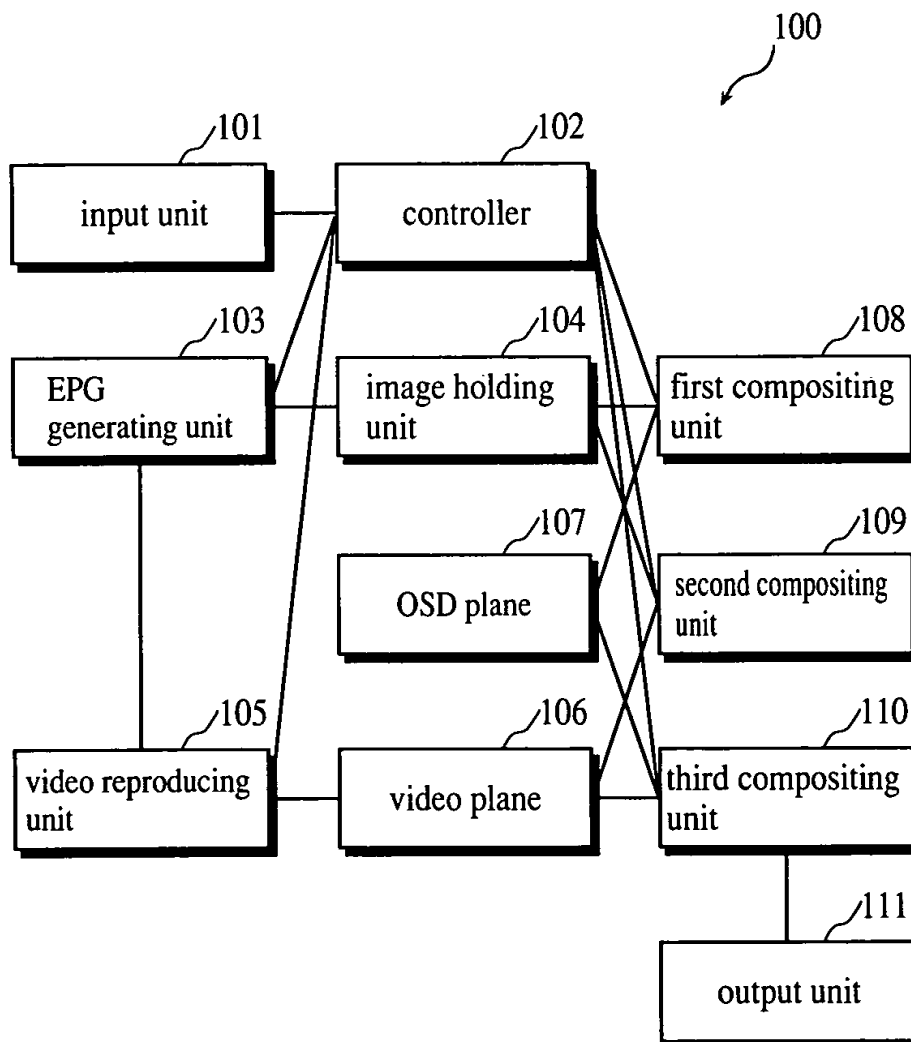 100
101
102
input unit
controller
103
104
108
EPG
generating unit
image holding
unit
first compositing
unit
107
109
OSD plane
second compositing
unit
105
106
110
video reproducing
unit
video plane
third compositing
unit
111
output unit